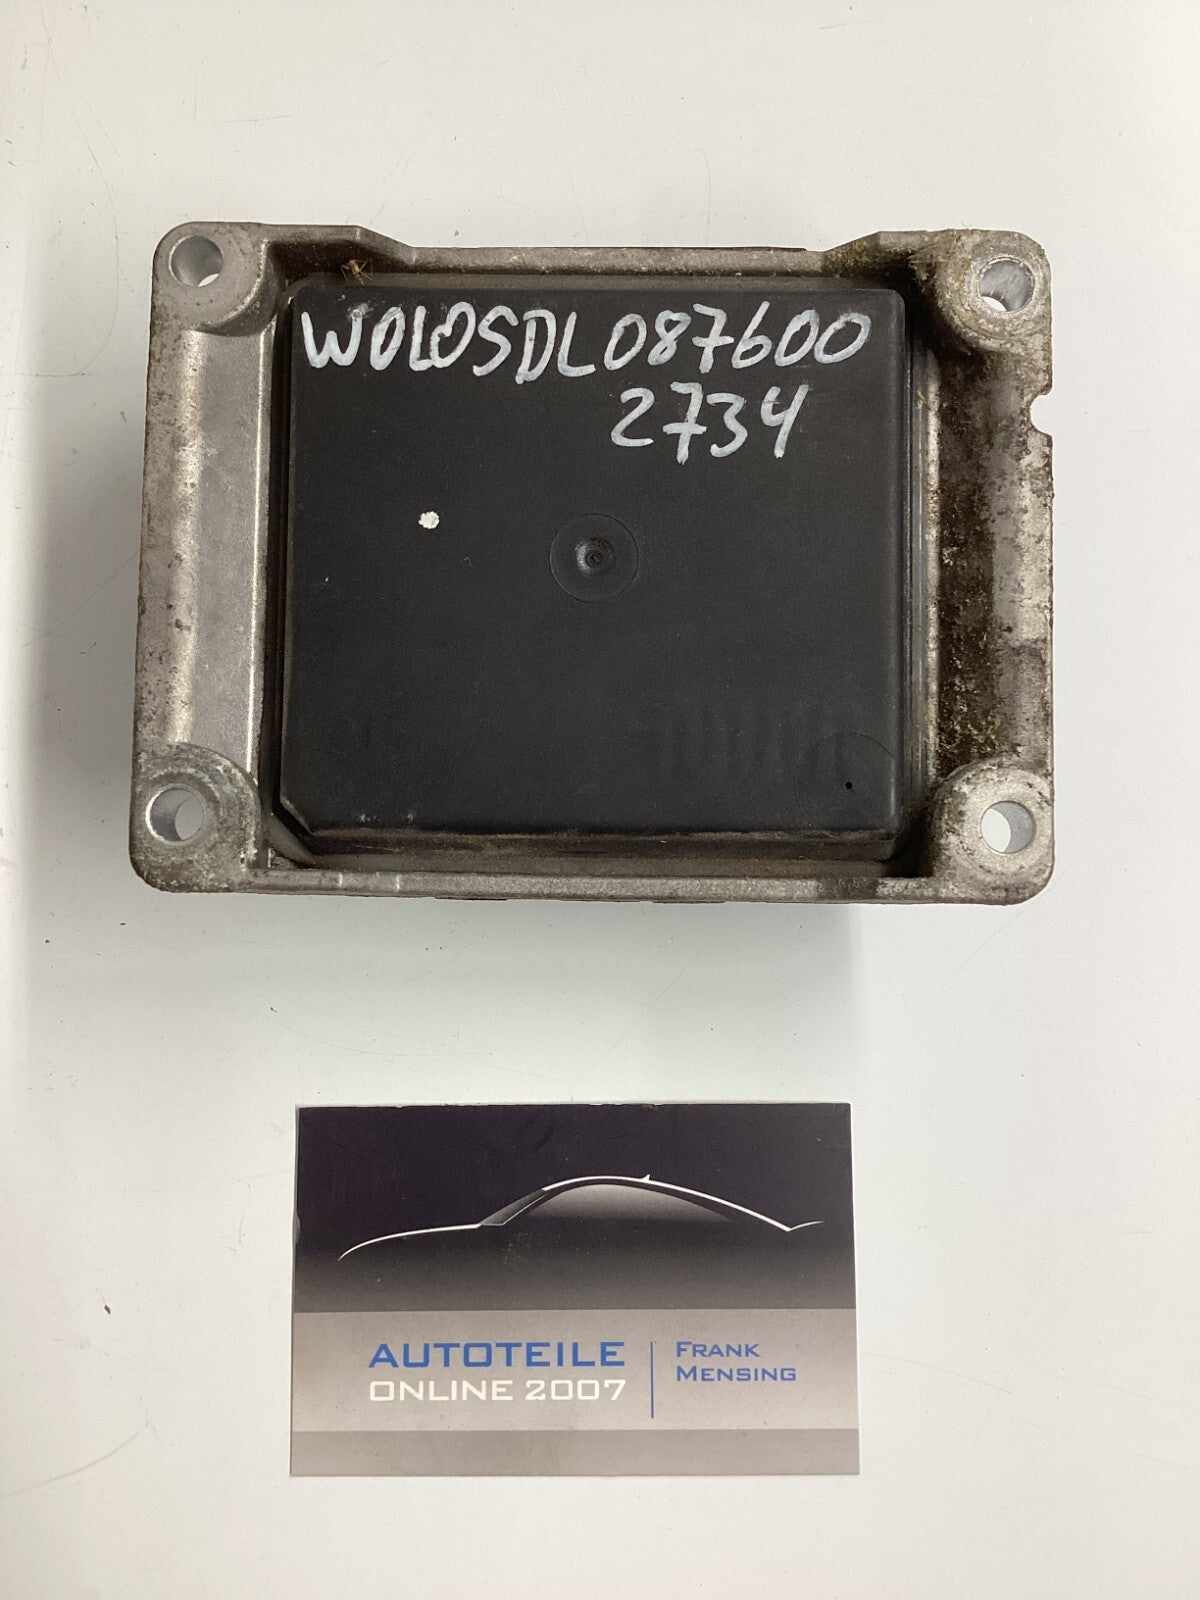 W0L0SDL087600
2734
AUTOTEILE
ONLINE 2007
FRANK
MENSING